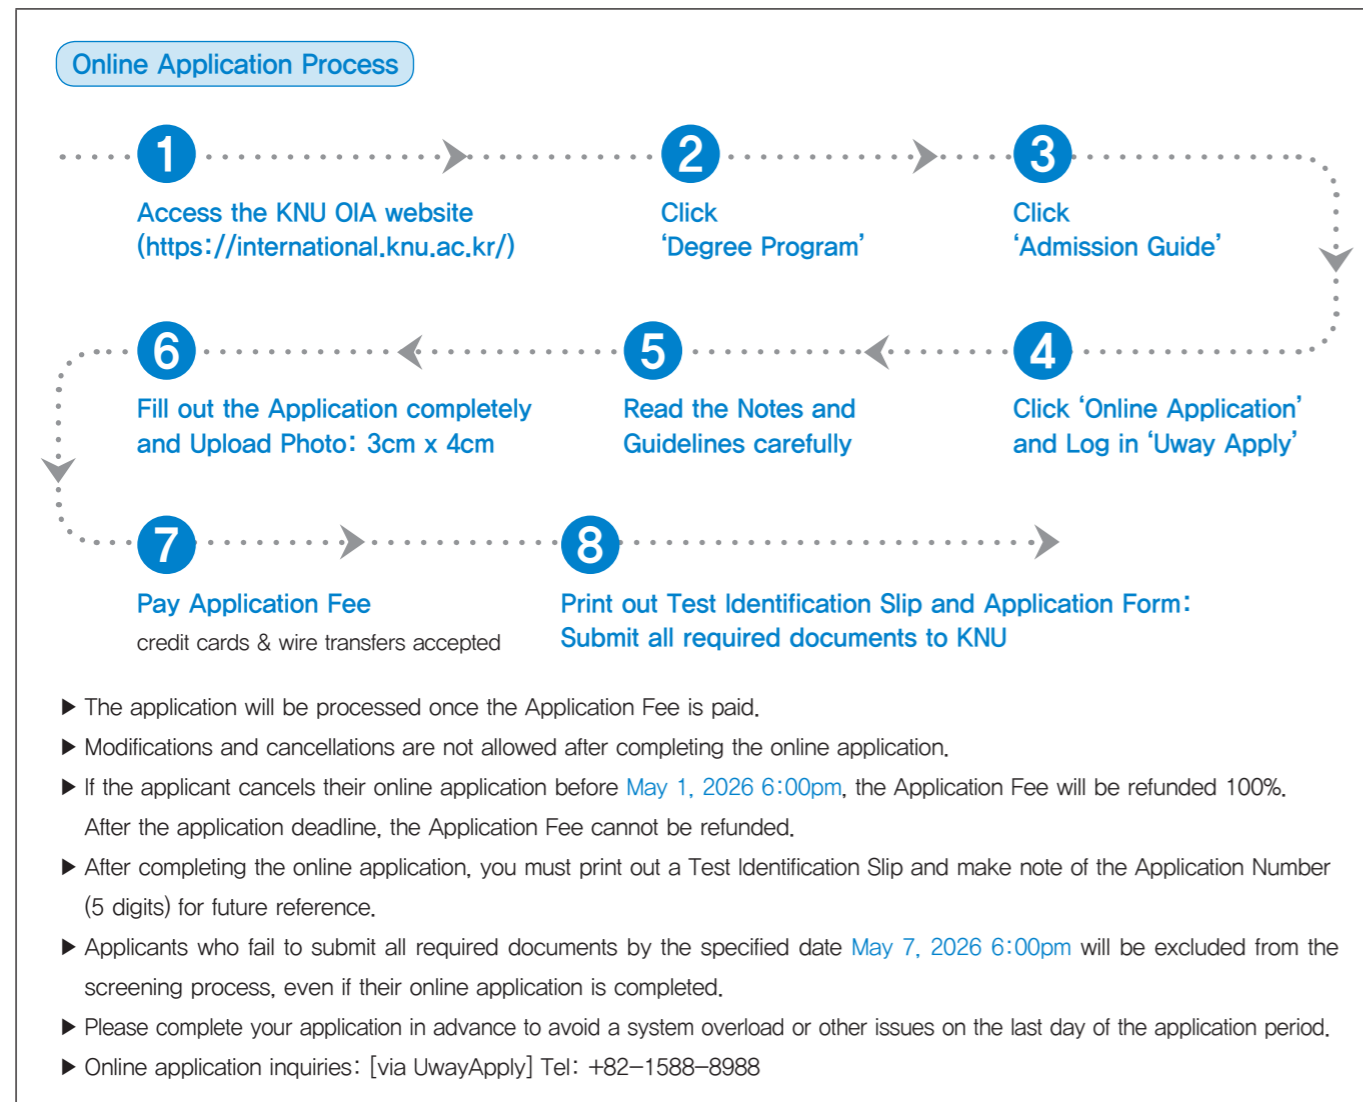 Online Application Process
1
Access the KNU OIA website
(https://international.knu.ac.kr/)
2
Click
‘Degree Program’
3
Click
‘Admission Guide’
4
Click ‘Online Application’
and Log in ‘Uway Apply’
5
Read the Notes and
Guidelines carefully
6
Fill out the Application completely
and Upload Photo: 3cm x 4cm
7
Pay Application Fee
credit cards & wire transfers accepted
8
Print out Test Identification Slip and Application Form:
Submit all required documents to KNU
▶ The application will be processed once the Application Fee is paid.
▶ Modifications and cancellations are not allowed after completing the online application.
▶ If the applicant cancels their online application before May 1, 2026 6:00pm, the Application Fee will be refunded 100%.
After the application deadline, the Application Fee cannot be refunded.
▶ After completing the online application, you must print out a Test Identification Slip and make note of the Application Number
(5 digits) for future reference.
▶ Applicants who fail to submit all required documents by the specified date May 7, 2026 6:00pm will be excluded from the
screening process, even if their online application is completed.
▶ Please complete your application in advance to avoid a system overload or other issues on the last day of the application period.
▶ Online application inquiries: [via UwayApply] Tel: +82-1588-8988